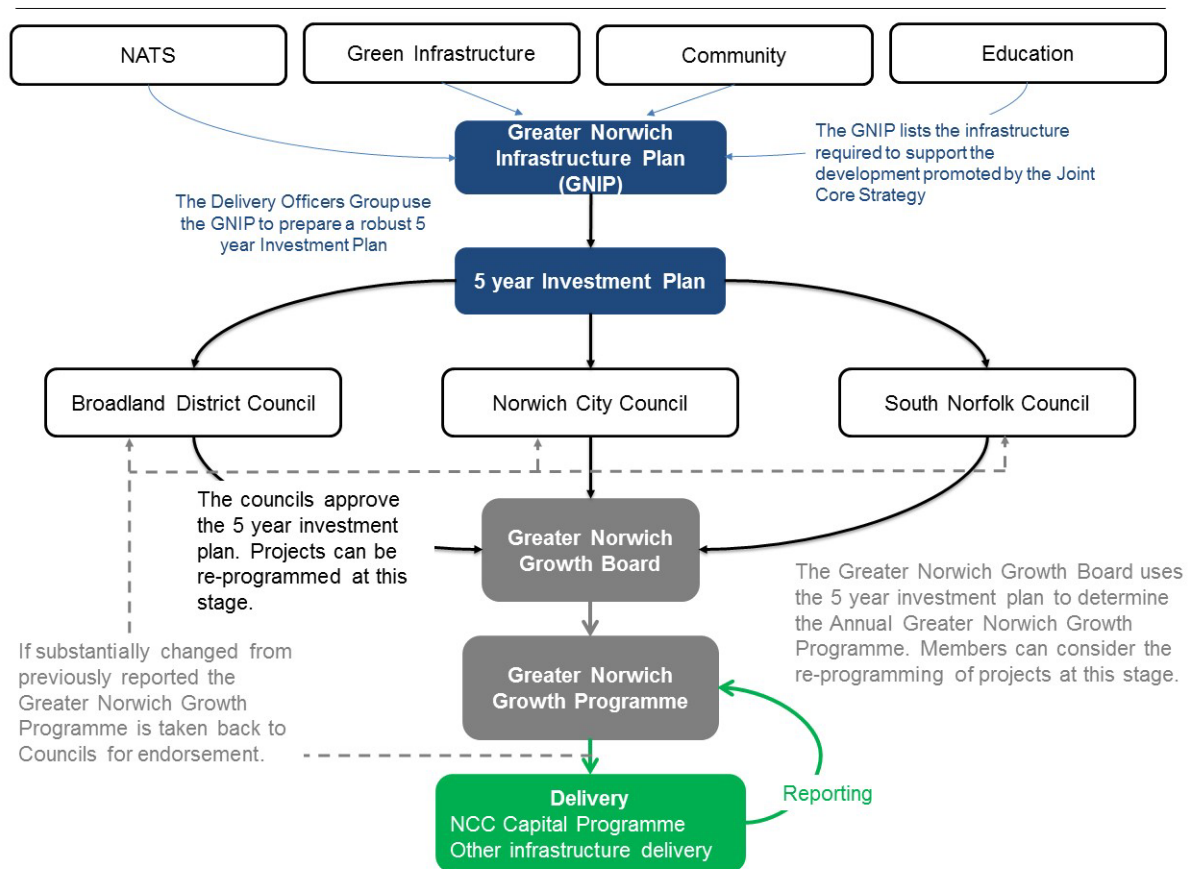 NATS
Green Infrastructure
Community
Education
Greater Norwich
Infrastructure Plan
(GNIP)
The GNIP lists the infrastructure
required to support the
development promoted by the Joint
Core Strategy
The Delivery Officers Group use
the GNIP to prepare a robust 5
year Investment Plan
5 year Investment Plan
Broadland District Council
Norwich City Council
South Norfolk Council
The councils approve
the 5 year investment
plan. Projects can be
re-programmed at this
stage.
Greater Norwich
Growth Board
The Greater Norwich Growth Board uses
the 5 year investment plan to determine
the Annual Greater Norwich Growth
Programme. Members can consider the
re-programming of projects at this stage.
If substantially changed from
previously reported the
Greater Norwich Growth
Programme is taken back to
Councils for endorsement.
Greater Norwich
Growth Programme
Delivery
NCC Capital Programme
Other infrastructure delivery
Reporting